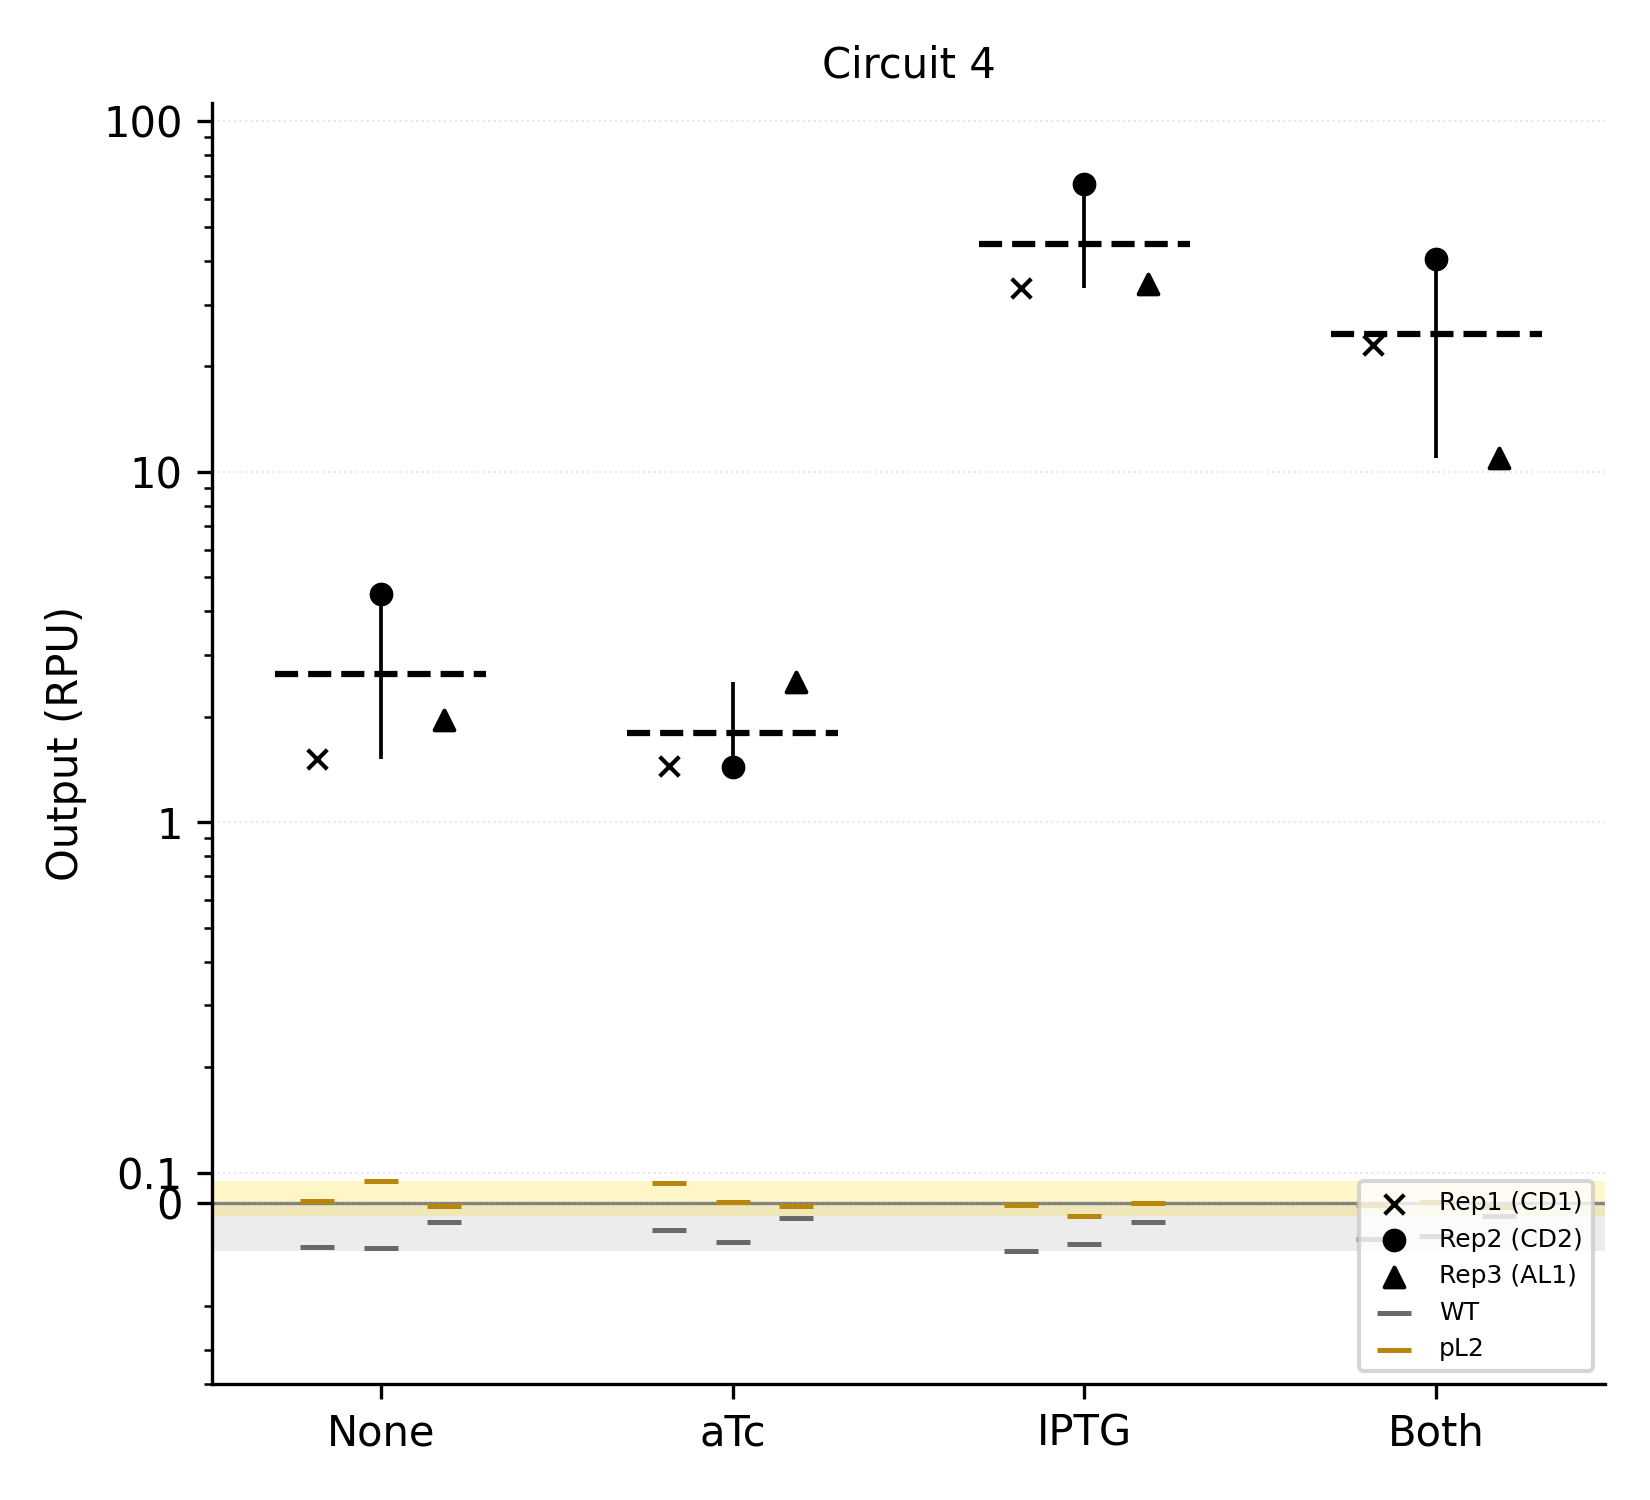 Circuit 4
100
10
1
0.1
0
Output (RPU)
None
aTc
IPTG
Both
Rep1 (CD1)
Rep2 (CD2)
Rep3 (AL1)
WT
pL2